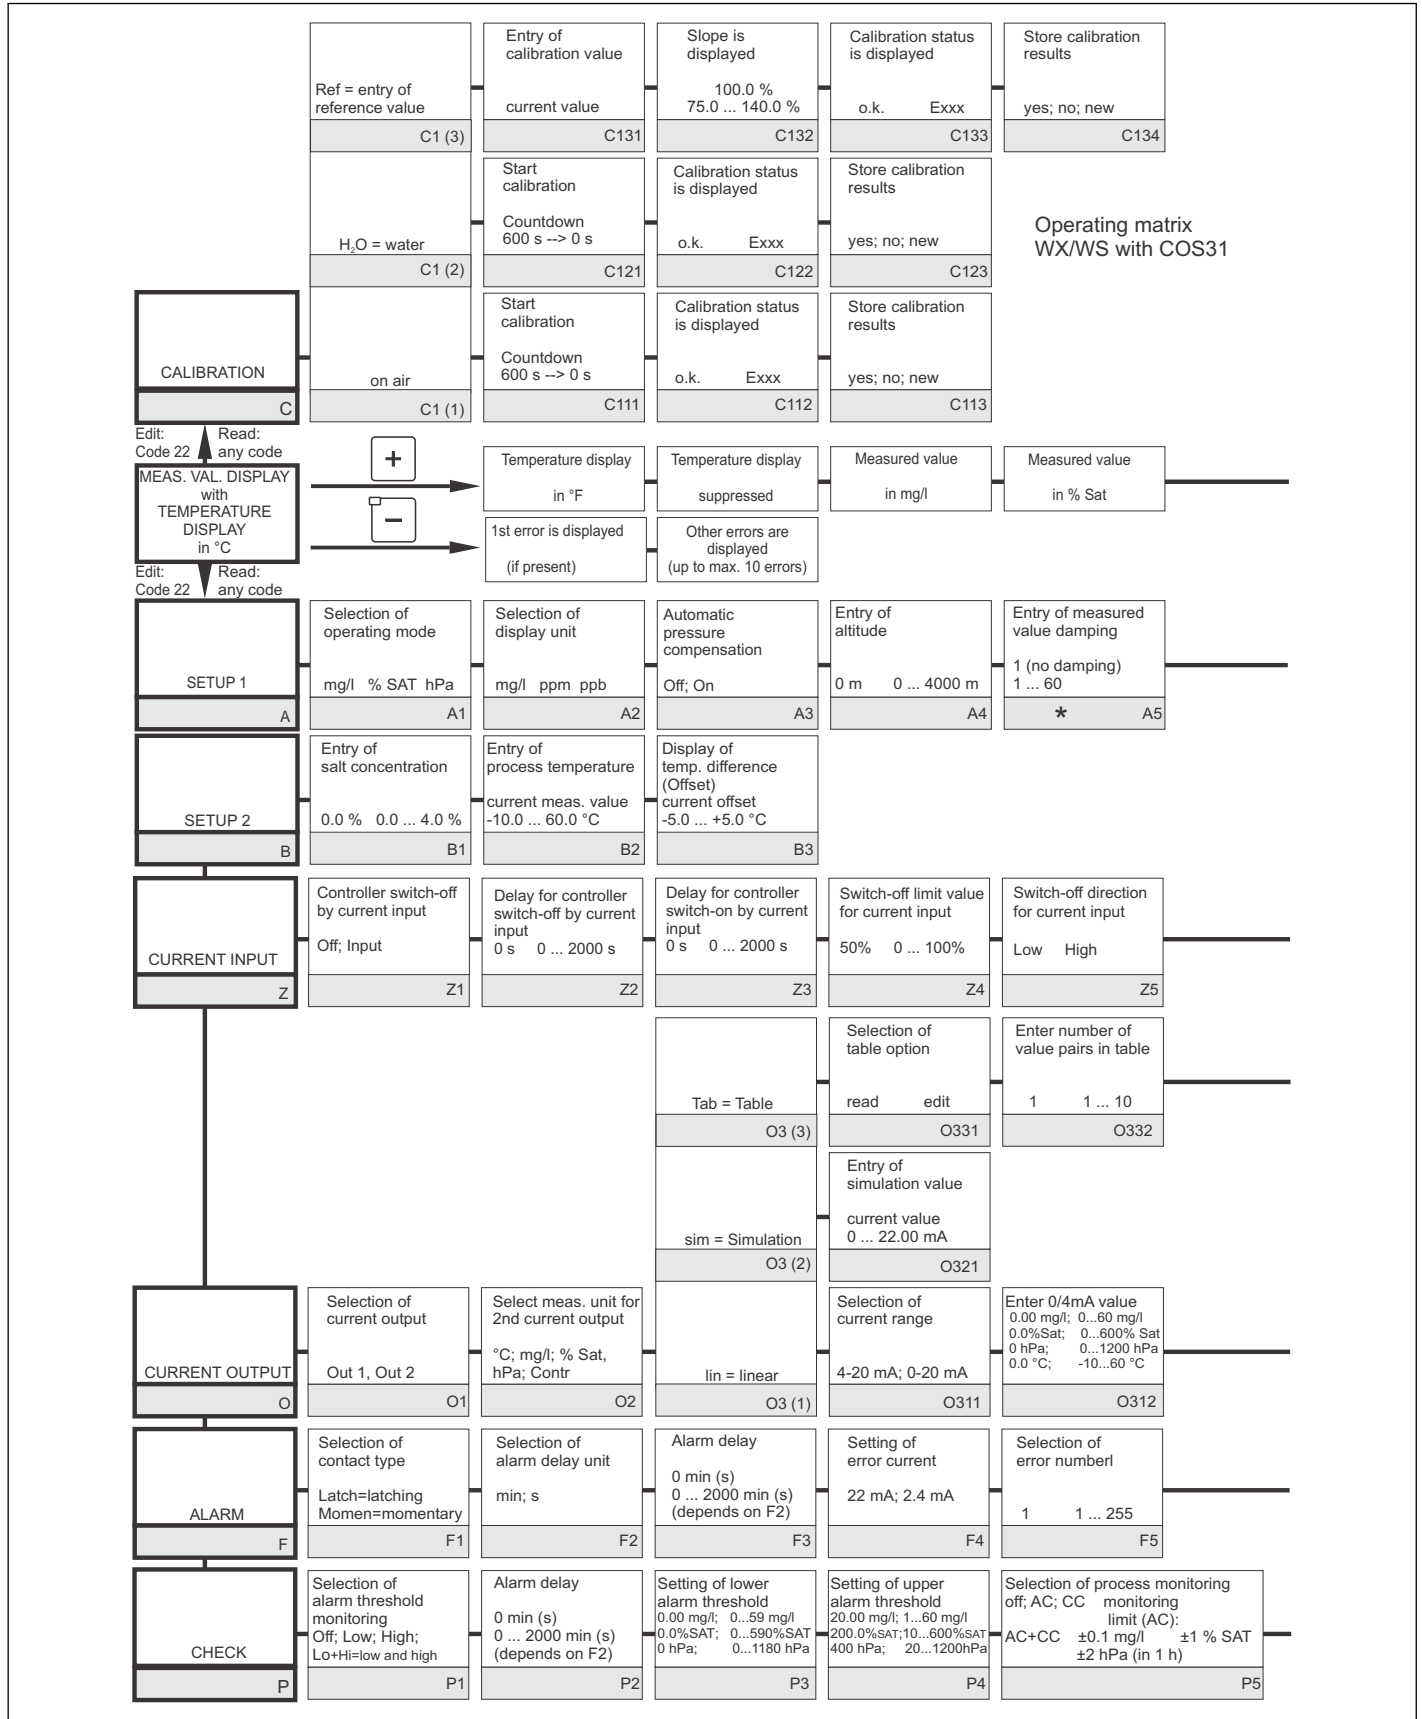 Ref = entry of
reference value
C1 (3)
Entry of
calibration value
current value
C131
Slope is
displayed
100.0 %
75.0 ... 140.0 %
C132
Calibration status
is displayed
o.k. Exxx
C133
Store calibration
results
yes; no; new
C134
H₂O = water
C1 (2)
Start
calibration
Countdown
600 s --> 0 s
C121
Calibration status
is displayed
o.k. Exxx
C122
Store calibration
results
yes; no; new
C123
Operating matrix
WX/WS with COS31
CALIBRATION
C
on air
C1 (1)
Start
calibration
Countdown
600 s --> 0 s
C111
Calibration status
is displayed
o.k. Exxx
C112
Store calibration
results
yes; no; new
C113
Edit:
Code 22
Read:
any code
MEAS. VAL. DISPLAY
with
TEMPERATURE
DISPLAY
in °C
+
Temperature display
in °F
Temperature display
suppressed
Measured value
in mg/l
Measured value
in % Sat
−
1st error is displayed
(if present)
Other errors are
displayed
(up to max. 10 errors)
Edit:
Code 22
Read:
any code
SETUP 1
A
Selection of
operating mode
mg/l % SAT hPa
A1
Selection of
display unit
mg/l ppm ppb
A2
Automatic
pressure
compensation
Off; On
A3
Entry of
altitude
0 m 0 ... 4000 m
A4
Entry of measured
value damping
1 (no damping)
1 ... 60
* A5
SETUP 2
B
Entry of
salt concentration
0.0 % 0.0 ... 4.0 %
B1
Entry of
process temperature
current meas. value
-10.0 ... 60.0 °C
B2
Display of
temp. difference
(Offset)
current offset
-5.0 ... +5.0 °C
B3
CURRENT INPUT
Z
Controller switch-off
by current input
Off; Input
Z1
Delay for controller
switch-off by current
input
0 s 0 ... 2000 s
Z2
Delay for controller
switch-on by current
input
0 s 0 ... 2000 s
Z3
Switch-off limit value
for current input
50% 0 ... 100%
Z4
Switch-off direction
for current input
Low High
Z5
Tab = Table
O3 (3)
Selection of
table option
read edit
O331
Enter number of
value pairs in table
1 1 ... 10
O332
sim = Simulation
O3 (2)
Entry of
simulation value
current value
0 ... 22.00 mA
O321
CURRENT OUTPUT
O
Selection of
current output
Out 1, Out 2
O1
Select meas. unit for
2nd current output
°C; mg/l; % Sat,
hPa; Contr
O2
lin = linear
O3 (1)
Selection of
current range
4-20 mA; 0-20 mA
O311
Enter 0/4mA value
0.00 mg/l; 0...60 mg/l
0.0%Sat; 0...600% Sat
0 hPa; 0...1200 hPa
0.0 °C; -10...60 °C
O312
ALARM
F
Selection of
contact type
Latch=latching
Momen=momentary
F1
Selection of
alarm delay unit
min; s
F2
Alarm delay
0 min (s)
0 ... 2000 min (s)
(depends on F2)
F3
Setting of
error current
22 mA; 2.4 mA
F4
Selection of
error numberl
1 1 ... 255
F5
CHECK
P
Selection of
alarm threshold
monitoring
Off; Low; High;
Lo+Hi=low and high
P1
Alarm delay
0 min (s)
0 ... 2000 min (s)
(depends on F2)
P2
Setting of lower
alarm threshold
0.00 mg/l; 0...59 mg/l
0.0%SAT; 0...590%SAT
0 hPa; 0...1180 hPa
P3
Setting of upper
alarm threshold
20.00 mg/l; 1...60 mg/l
200.0%SAT;10...600%SAT
400 hPa; 20...1200hPa
P4
Selection of process monitoring
off; AC; CC monitoring
limit (AC):
AC+CC ±0.1 mg/l ±1 % SAT
±2 hPa (in 1 h)
P5